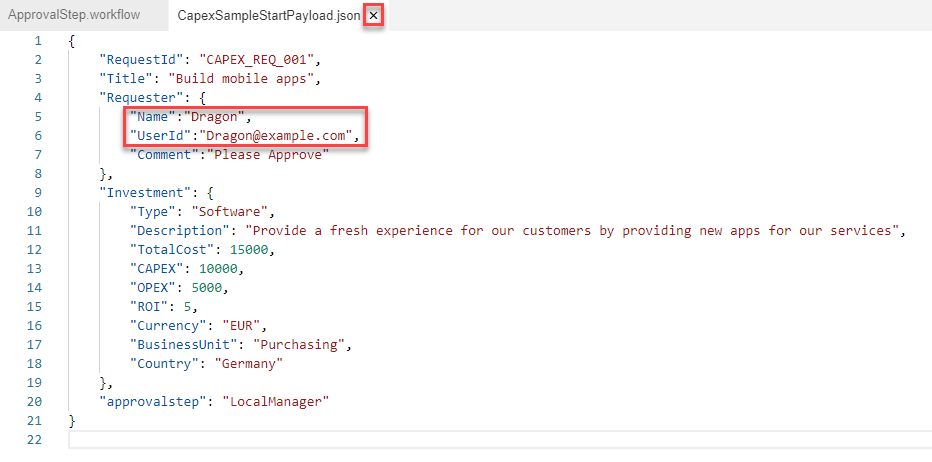 ApprovalStep.workflow CapexSampleStartPayload.json ×
1 {
2 "RequestId": "CAPEX_REQ_001",
3 "Title": "Build mobile apps",
4 "Requester": {
5 "Name":"Dragon",
6 "UserId":"Dragon@example.com",
7 "Comment":"Please Approve"
8 },
9 "Investment": {
10 "Type": "Software",
11 "Description": "Provide a fresh experience for our customers by providing new apps for our services",
12 "TotalCost": 15000,
13 "CAPEX": 10000,
14 "OPEX": 5000,
15 "ROI": 5,
16 "Currency": "EUR",
17 "BusinessUnit": "Purchasing",
18 "Country": "Germany"
19 },
20 "approvalstep": "LocalManager"
21 }
22